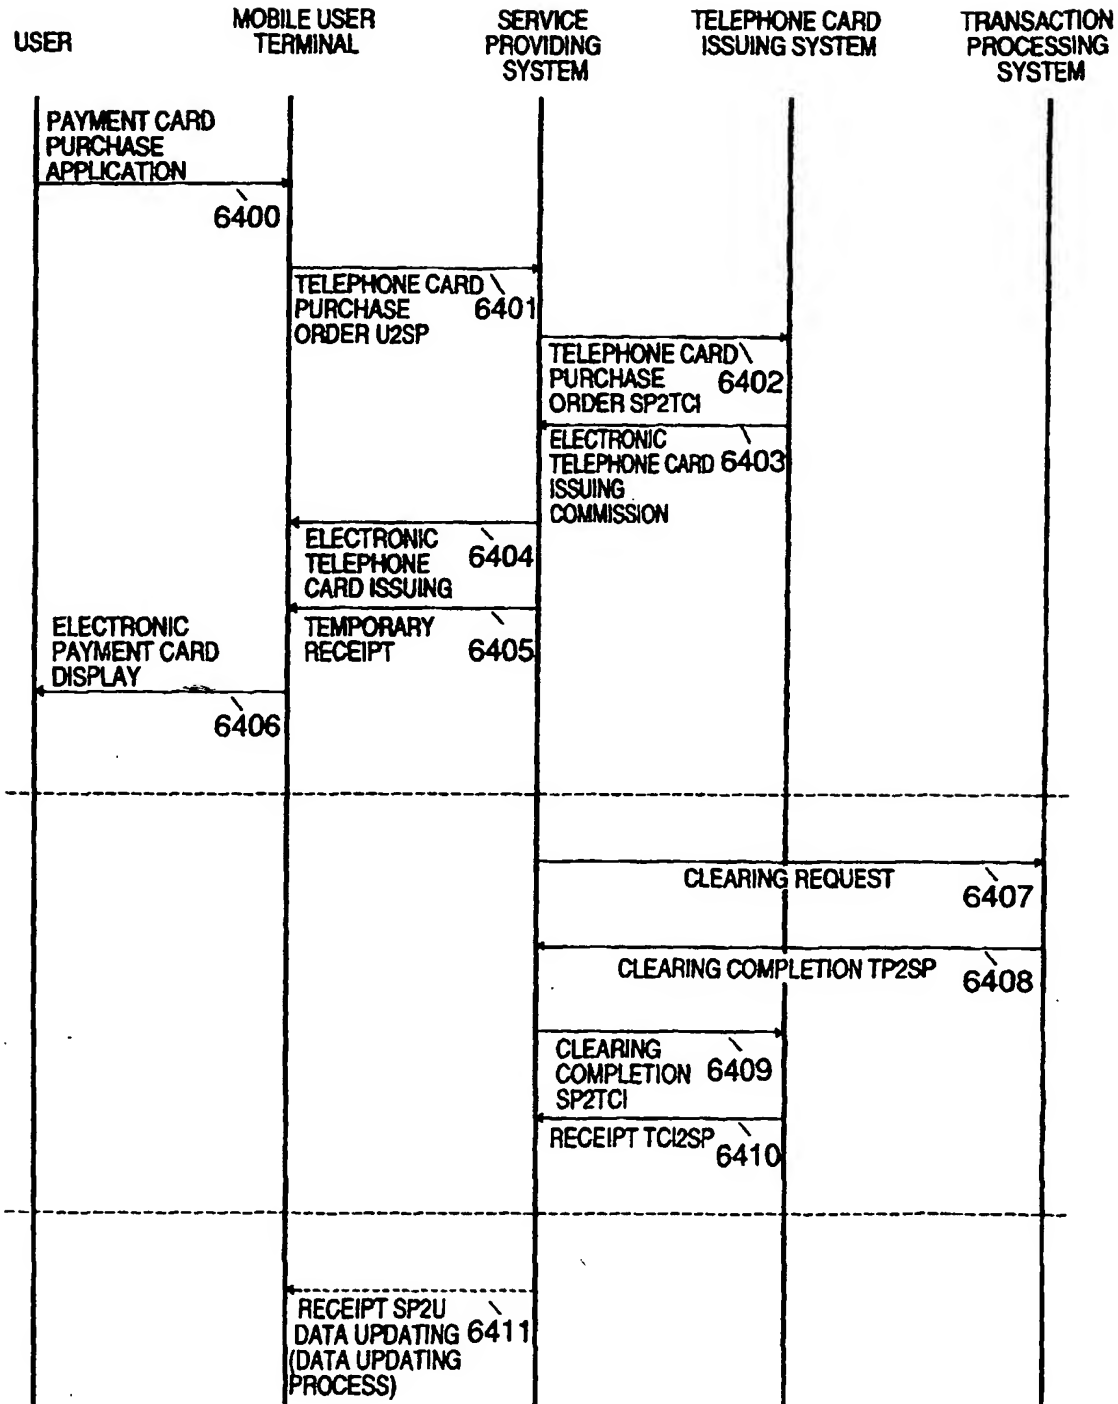 USER
MOBILE USER
TERMINAL
SERVICE
PROVIDING
SYSTEM
TELEPHONE CARD
ISSUING SYSTEM
TRANSACTION
PROCESSING
SYSTEM
PAYMENT CARD
PURCHASE
APPLICATION
6400
TELEPHONE CARD
PURCHASE
ORDER U2SP
6401
TELEPHONE CARD
PURCHASE
ORDER SP2TCI
6402
ELECTRONIC
TELEPHONE CARD
ISSUING
COMMISSION
6403
ELECTRONIC
TELEPHONE
CARD ISSUING
6404
TEMPORARY
RECEIPT
6405
ELECTRONIC
PAYMENT CARD
DISPLAY
6406
CLEARING REQUEST
6407
CLEARING COMPLETION TP2SP
6408
CLEARING
COMPLETION
SP2TCI
6409
RECEIPT TCI2SP
6410
RECEIPT SP2U
DATA UPDATING
(DATA UPDATING
PROCESS)
6411